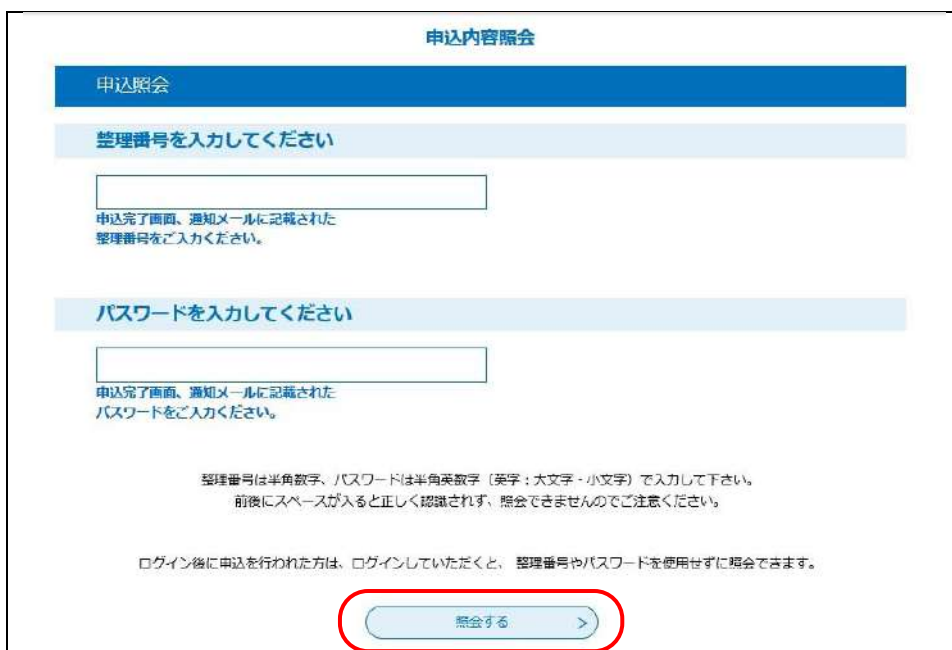 申込内容照会
申込照会
整理番号を入力してください
申込完了画面、通知メールに記載された
整理番号をご入力ください。
パスワードを入力してください
申込完了画面、通知メールに記載された
パスワードをご入力ください。
整理番号は半角数字、パスワードは半角英数字（英字：大文字・小文字）で入力して下さい。
前後にスペースが入ると正しく認識されず、照会できませんのでご注意ください。
ログイン後に申込を行われた方は、ログインしていただくと、 整理番号やパスワードを使用せずに照会できます。
照会する >